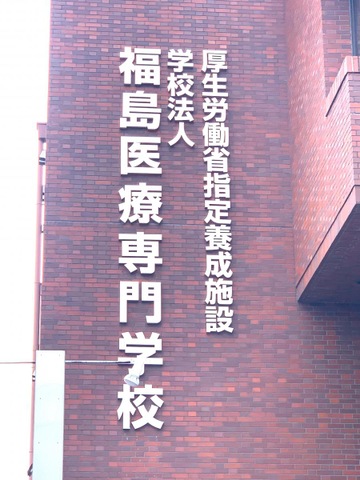 厚生労働省指定養成施設
学校法人
福島医療専門学校